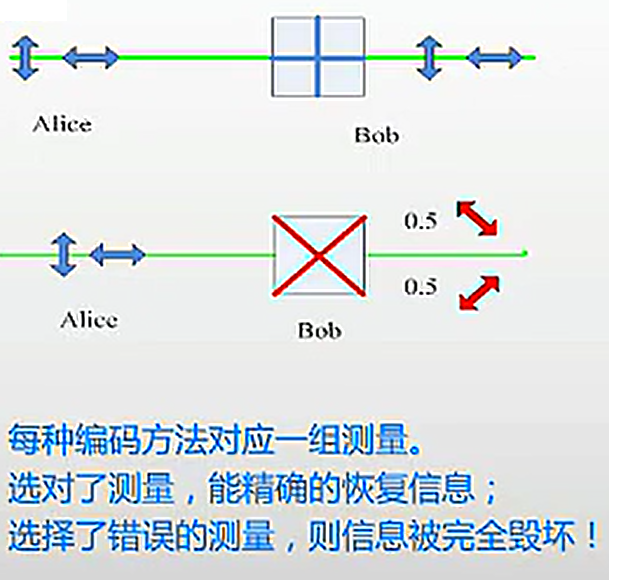 Alice
Bob
0.5
0.5
Alice
Bob
每种编码方法对应一组测量。
选对了测量，能精确的恢复信息；
选择了错误的测量，则信息被完全毁坏！